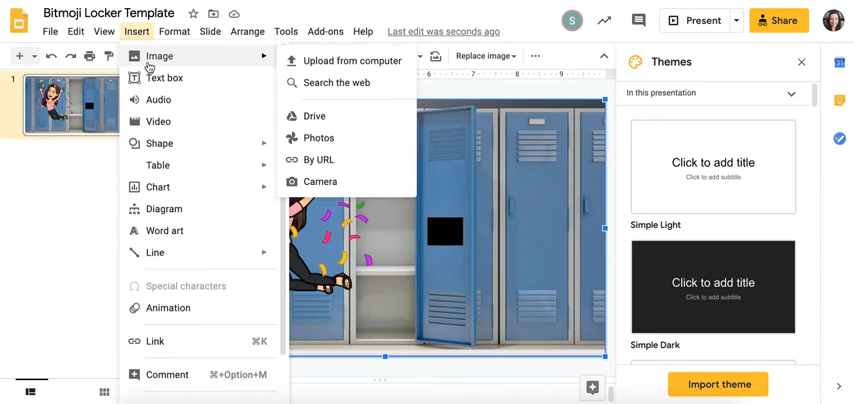 Bitmoji Locker Template
File Edit View Insert Format Slide Arrange Tools Add-ons Help Last edit was seconds ago
S
Present
Share
Replace image
6 7 8 9
1
Image
Text box
Audio
Video
Shape
Table
Chart
Diagram
Word art
Line
Special characters
Animation
Link ⌘K
Comment ⌘+Option+M
Upload from computer
Search the web
Drive
Photos
By URL
Camera
Themes
In this presentation
Click to add title
Click to add subtitle
Simple Light
Click to add title
Click to add subtitle
Simple Dark
Import theme